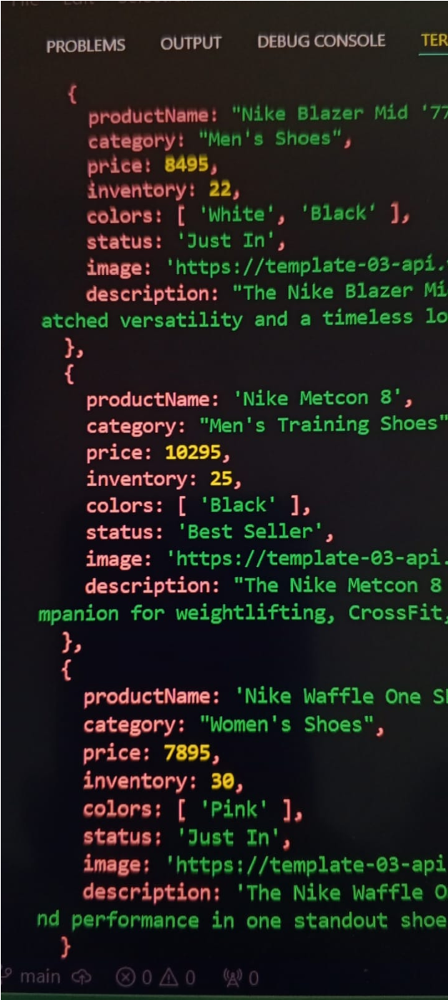 PROBLEMS OUTPUT DEBUG CONSOLE TER
{
productName: "Nike Blazer Mid '77
category: "Men's Shoes",
price: 8495,
inventory: 22,
colors: [ 'White', 'Black' ],
status: 'Just In',
image: 'https://template-03-api.
description: "The Nike Blazer Mi
atched versatility and a timeless lo
},
{
productName: 'Nike Metcon 8',
category: "Men's Training Shoes"
price: 10295,
inventory: 25,
colors: [ 'Black' ],
status: 'Best Seller',
image: 'https://template-03-api.
description: "The Nike Metcon 8
mpanion for weightlifting, CrossFit,
},
{
productName: 'Nike Waffle One S
category: "Women's Shoes",
price: 7895,
inventory: 30,
colors: [ 'Pink' ],
status: 'Just In',
image: 'https://template-03-api
description: 'The Nike Waffle O
nd performance in one standout shoe
}
main 0 0 0